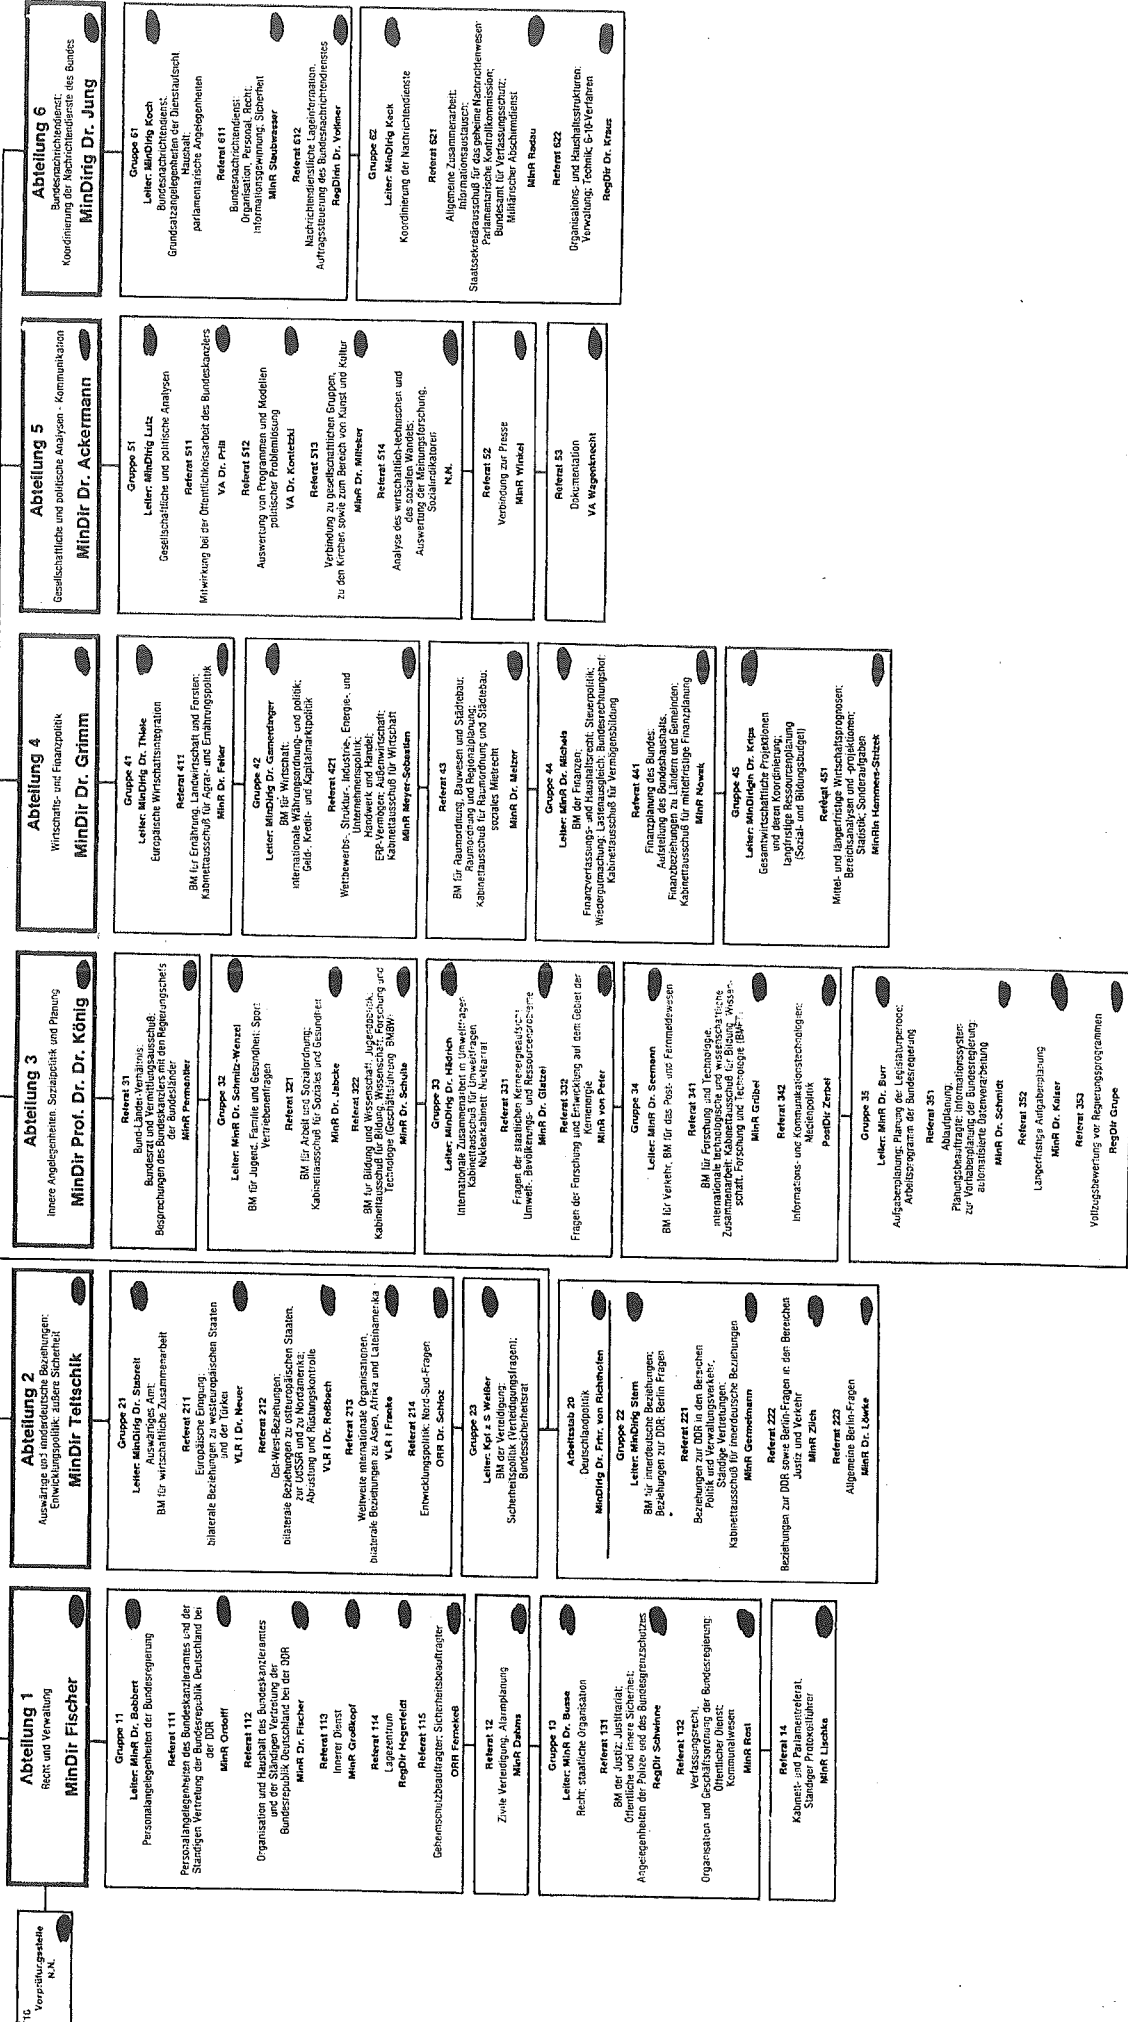 Vorprüfungsstelle
N.N.
Abteilung 1
Recht und Verwaltung
MinDir Fischer
Gruppe 11
Leiter: MinR Dr. Bobbert
Personalangelegenheiten der Bundesregierung
Referat 111
Personalangelegenheiten des Bundeskanzleramtes und der
Ständigen Vertretung der Bundesrepublik Deutschland bei
der DDR
MinR Ordolff
Referat 112
Organisation und Haushalt des Bundeskanzleramtes
und der Ständigen Vertretung der
Bundesrepublik Deutschland bei der DDR
MinR Dr. Fischer
Referat 113
Innerer Dienst
MinR Großkopf
Referat 114
Lagezentrum
RegDir Hegerfeldt
Referat 115
Geheimschutzbeauftragter; Sicherheitsbeauftragter
ORR Fernekeß
Referat 12
Zivile Verteidigung, Alarmplanung
MinR Dahms
Gruppe 13
Leiter: MinR Dr. Busse
Recht; staatliche Organisation
Referat 131
BM der Justiz; Justitiariat;
Öffentliche und innere Sicherheit;
Angelegenheiten der Polizei und des Bundesgrenzschutzes
RegDir Schwinne
Referat 132
Verfassungsrecht,
Organisation und Geschäftsordnung der Bundesregierung;
Öffentlicher Dienst;
Kommunalwesen
MinR Rost
Referat 14
Kabinett- und Parlamentreferat,
Ständiger Protokollführer
MinR Lischka
Abteilung 2
Auswärtige und innerdeutsche Beziehungen;
Entwicklungspolitik; äußere Sicherheit
MinDir Teltschik
Gruppe 21
Leiter: MinDirig Dr. Stabreit
Auswärtiges Amt;
BM für wirtschaftliche Zusammenarbeit
Referat 211
Europäische Einigung;
bilaterale Beziehungen zu westeuropäischen Staaten
und der Türkei
VLR I Dr. Neuer
Referat 212
Ost-West-Beziehungen;
bilaterale Beziehungen zu osteuropäischen Staaten,
zur UdSSR und zu Nordamerika;
Abrüstung und Rüstungskontrolle
VLR I Dr. Roßbach
Referat 213
Weltweite internationale Organisationen,
bilaterale Beziehungen zu Asien, Afrika und Lateinamerika
VLR I Fraeke
Referat 214
Entwicklungspolitik; Nord-Sud-Fragen
ORR Dr. Scholz
Gruppe 23
Leiter: Kpt z S Weißer
BM der Verteidigung;
Sicherheitspolitik (Verteidigungsfragen);
Bundessicherheitsrat
Arbeitsstab 20
Deutschlandpolitik
MinDirig Dr. Frhr. von Richthofen
Gruppe 22
Leiter: MinDirig Stern
BM für innerdeutsche Beziehungen;
Beziehungen zur DDR; Berlin Fragen
Referat 221
Beziehungen zur DDR in den Bereichen
Politik und Verwaltungsverkehr,
Ständige Vertretungen;
Kabinettausschuß für innerdeutsche Beziehungen
MinR Germelmann
Referat 222
Beziehungen zur DDR sowie Berlin-Fragen in den Bereichen
Justiz und Verkehr
MinR Zilch
Referat 223
Allgemeine Berlin-Fragen
MinR Dr. Löwke
Abteilung 3
Innere Angelegenheiten, Sozialpolitik und Planung
MinDir Prof. Dr. Dr. König
Referat 31
Bund-Länder-Verhältnis;
Bundesrat und Vermittlungsausschuß;
Besprechungen des Bundeskanzlers mit den Regierungschefs
der Bundesländer
MinR Permentier
Gruppe 32
Leiter: MinR Dr. Schmitz-Wenzel
BM für Jugend, Familie und Gesundheit; Sport
Vertriebenenfragen
Referat 321
BM für Arbeit und Sozialordnung;
Kabinettausschuß für Soziales und Gesundheit
MinR Dr. Jabcke
Referat 322
BM für Bildung und Wissenschaft, Jugendpolitik;
Kabinettausschuß für Bildung, Wissenschaft, Forschung und
Technologie (Geschäftsführung BMBW)
MinR Dr. Schulte
Gruppe 33
Leiter: MinDirig Dr. Hädrich
Internationale Zusammenarbeit in Umweltfragen
Kabinettausschuß für Umweltfragen
Nuklearkabinett; Nuklearrat
Referat 331
Fragen der staatlichen Kernenergieaufsicht
Umwelt-, Bevölkerungs- und Ressourcenprobleme
MinR Dr. Glatzel
Referat 332
Fragen der Forschung und Entwicklung auf dem Gebiet der
Kernenergie
MinR von Peter
Gruppe 34
Leiter: MinR Dr. Seemann
BM für Verkehr, BM für das Post- und Fernmeldewesen
Referat 341
BM für Forschung und Technologie,
internationale technologische und wissenschaftliche
Zusammenarbeit; Kabinettausschuß für Bildung, Wissen-
schaft, Forschung und Technologie (BMFT)
MinR Grübel
Referat 342
Informations- und Kommunikationstechnologien;
Medienpolitik
PostDir Zerbel
Gruppe 35
Leiter: MinR Dr. Burr
Aufgabenplanung; Planung der Legislaturperiode;
Arbeitsprogramm der Bundesregierung
Referat 351
Ablaufplanung,
Planungsbeauftragte; Informationssystem
zur Vorhabenplanung der Bundesregierung;
automatisierte Datenverarbeitung
MinR Dr. Schmidt
Referat 352
Längerfristige Aufgabenplanung
MinR Dr. Kaiser
Referat 353
Vollzugsbewertung von Regierungsprogrammen
RegDir Grupe
Abteilung 4
Wirtschafts- und Finanzpolitik
MinDir Dr. Grimm
Gruppe 41
Leiter: MinDirig Dr. Thiele
Europäische Wirtschaftsintegration
Referat 411
BM für Ernährung, Landwirtschaft und Forsten;
Kabinettausschuß für Agrar- und Ernährungspolitik
MinR Dr. Feiter
Gruppe 42
Leiter: MinDirig Dr. Gamerdinger
BM für Wirtschaft;
Internationale Währungsordnung- und politik;
Geld-, Kredit- und Kapitalmarktpolitik
Referat 421
Wettbewerbs-, Struktur-, Industrie-, Energie-, und
Unternehmenspolitik;
Handwerk und Handel;
ERP-Vermögen; Außenwirtschaft;
Kabinettausschuß für Wirtschaft
MinR Meyer-Sebastian
Referat 43
BM für Raumordnung, Bauwesen und Städtebau;
Raumordnung und Regionalplanung;
Kabinettausschuß für Raumordnung und Städtebau;
soziales Mietrecht
MinR Dr. Melzer
Gruppe 44
Leiter: MinR Dr. Michels
BM der Finanzen;
Finanzverfassungs- und Haushaltsrecht; Steuerpolitik;
Wiedergutmachung; Lastenausgleich; Bundesrechnungshof;
Kabinettausschuß für Vermögensbildung
Referat 441
Finanzplanung des Bundes;
Aufstellung des Bundeshaushalts,
Finanzbeziehungen zu Ländern und Gemeinden;
Kabinettausschuß für mittelfristige Finanzplanung
MinR Nowak
Gruppe 45
Leiter: MinDirigin Dr. Krips
Gesamtwirtschaftliche Projektionen
und deren Koordinierung;
langfristige Ressourcenplanung
(Sozial- und Bildungsbudget)
Referat 451
Mittel- und längerfristige Wirtschaftsprognosen;
Bereichsanalysen und -projektionen;
Statistik; Sonderaufgaben
MinRin Hammes-Strizek
Abteilung 5
Gesellschaftliche und politische Analysen - Kommunikation
MinDir Dr. Ackermann
Gruppe 51
Leiter: MinDirig Lutz
Gesellschaftliche und politische Analysen
Referat 511
Mitwirkung bei der Öffentlichkeitsarbeit des Bundeskanzlers
VA Dr. Prill
Referat 512
Auswertung von Programmen und Modellen
politischer Problemlösung
VA Dr. Kontetzki
Referat 513
Verbindung zu gesellschaftlichen Gruppen,
zu den Kirchen sowie zum Bereich von Kunst und Kultur
MinR Dr. Milleker
Referat 514
Analyse des wirtschaftlich-technischen und
des sozialen Wandels;
Auswertung der Meinungsforschung,
Sozialindikatoren
N.N.
Referat 52
Verbindung zur Presse
MinR Winkel
Referat 53
Dokumentation
VA Wagenknecht
Abteilung 6
Bundesnachrichtendienst;
Koordinierung der Nachrichtendienste des Bundes
MinDirig Dr. Jung
Gruppe 61
Leiter: MinDirig Koch
Bundesnachrichtendienst,
Grundsatzangelegenheiten der Dienstaufsicht
Haushalt;
parlamentarische Angelegenheiten
Referat 611
Bundesnachrichtendienst:
Organisation, Personal, Recht;
Informationsgewinnung; Sicherheit
MinR Staubwasser
Referat 612
Nachrichtendienstliche Lageinformation,
Auftragssteuerung des Bundesnachrichtendienstes
RegDirin Dr. Vollmer
Gruppe 62
Leiter: MinDirig Keck
Koordinierung der Nachrichtendienste
Referat 621
Allgemeine Zusammenarbeit;
Informationsaustausch;
Staatssekretärausschuß für das geheime Nachrichtenwesen
Parlamentarische Kontrollkommission;
Bundesamt für Verfassungsschutz;
Militärischer Abschirmdienst
MinR Radau
Referat 622
Organisations- und Haushaltsstrukturen;
Verwaltung; Technik; G-10-Verfahren
RegDir Dr. Kraus